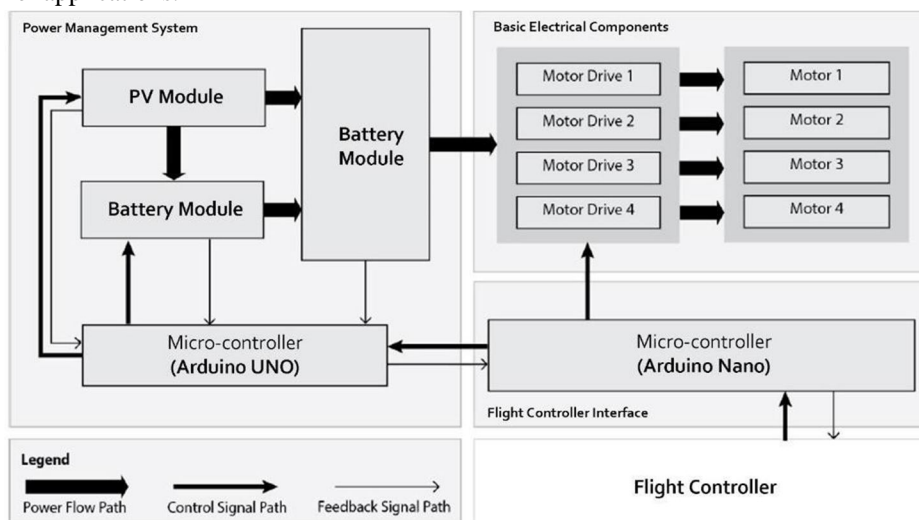 Power Management System
PV Module
Battery Module
Battery
Module
Micro-controller
(Arduino UNO)
Basic Electrical Components
Motor Drive 1
Motor 1
Motor Drive 2
Motor 2
Motor Drive 3
Motor 3
Motor Drive 4
Motor 4
Micro-controller
(Arduino Nano)
Flight Controller Interface
Legend
Power Flow Path
Control Signal Path
Feedback Signal Path
Flight Controller